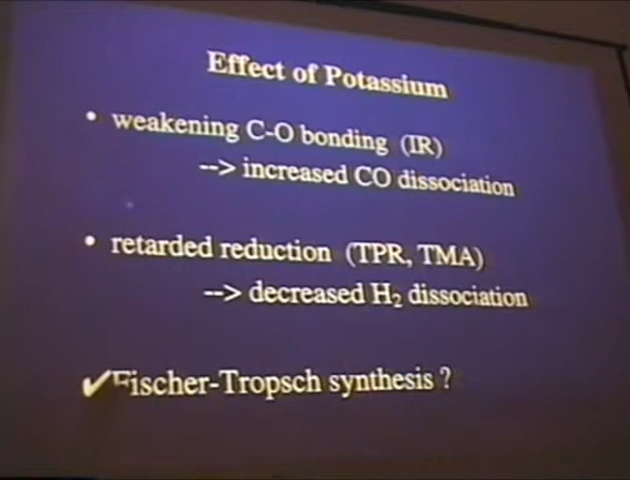 Effect of Potassium
• weakening C-O bonding (IR)
--> increased CO dissociation
• retarded reduction (TPR, TMA)
--> decreased H₂ dissociation
✔Fischer-Tropsch synthesis ?